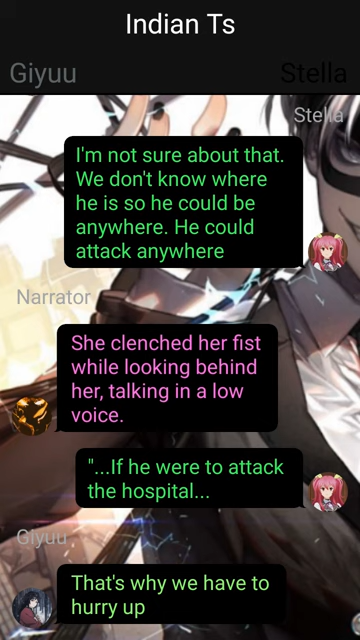 Indian Ts
Giyuu
Stella
Stella
I'm not sure about that.
We don't know where
he is so he could be
anywhere. He could
attack anywhere
Narrator
She clenched her fist
while looking behind
her, talking in a low
voice.
"...If he were to attack
the hospital...
Giyuu
That's why we have to
hurry up